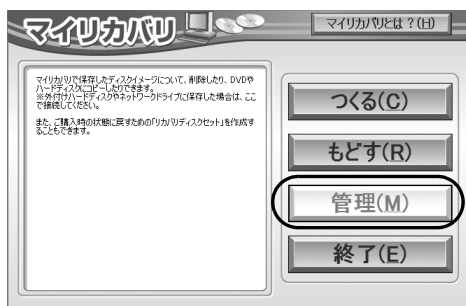 マイリカバリ
マイリカバリとは？(H)
マイリカバリで保存したディスクイメージについて、削除したり、DVDや
ハードディスクにコピーしたりできます。
※外付けハードディスクやネットワークドライブに保存した場合は、ここ
で接続してください。
また、ご購入時の状態に戻すための「リカバリディスクセット」を作成す
ることもできます。
つくる(C)
もどす(R)
管理(M)
終了(E)